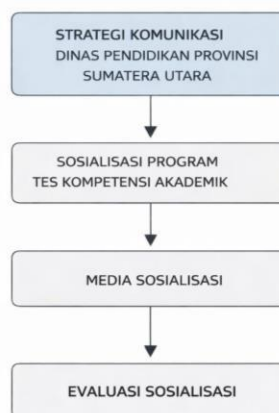 STRATEGI KOMUNIKASI
DINAS PENDIDIKAN PROVINSI
SUMATERA UTARA
SOSIALISASI PROGRAM
TES KOMPETENSI AKADEMIK
MEDIA SOSIALISASI
EVALUASI SOSIALISASI